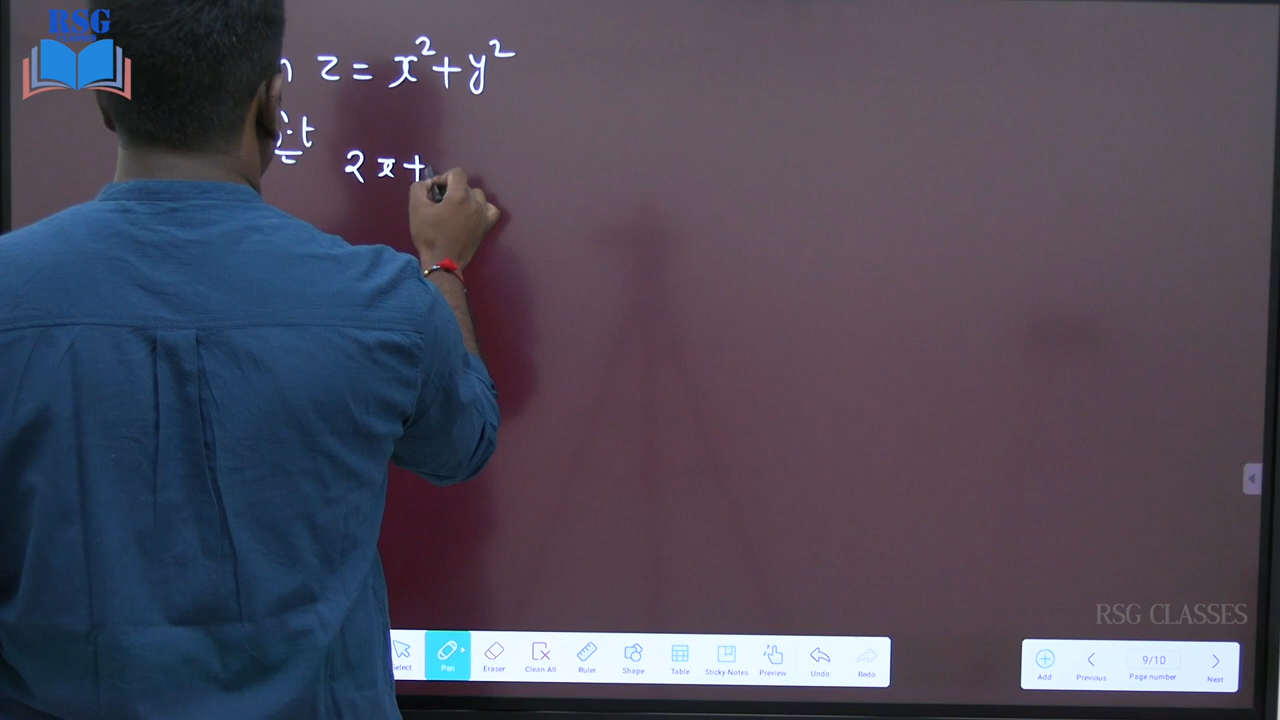 RSG
z = x² + y²
2x +
RSG CLASSES
Select Pen Eraser Clean All Ruler Shape Table Sticky Notes Preview Undo Redo
Add Previous 9/10 Page number Next